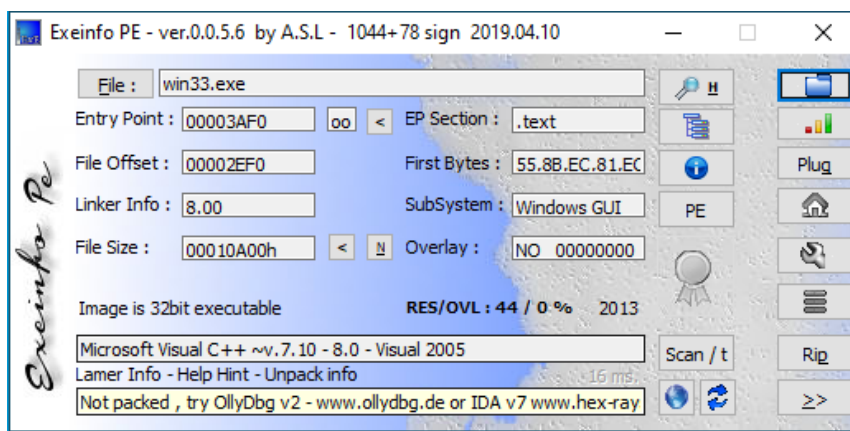 Exeinfo PE - ver.0.0.5.6 by A.S.L - 1044+78 sign 2019.04.10
File : win33.exe H
Entry Point : 00003AF0 oo < EP Section : .text
File Offset : 00002EF0 First Bytes : 55.8B.EC.81.EC Plug
Linker Info : 8.00 SubSystem : Windows GUI PE
File Size : 00010A00h < N Overlay : NO 00000000
Image is 32bit executable RES/OVL : 44 / 0 % 2013
Microsoft Visual C++ ~v.7.10 - 8.0 - Visual 2005 Scan / t Rip
Lamer Info - Help Hint - Unpack info 16 ms.
Not packed , try OllyDbg v2 - www.ollydbg.de or IDA v7 www.hex-ray >>
Exeinfo Pe